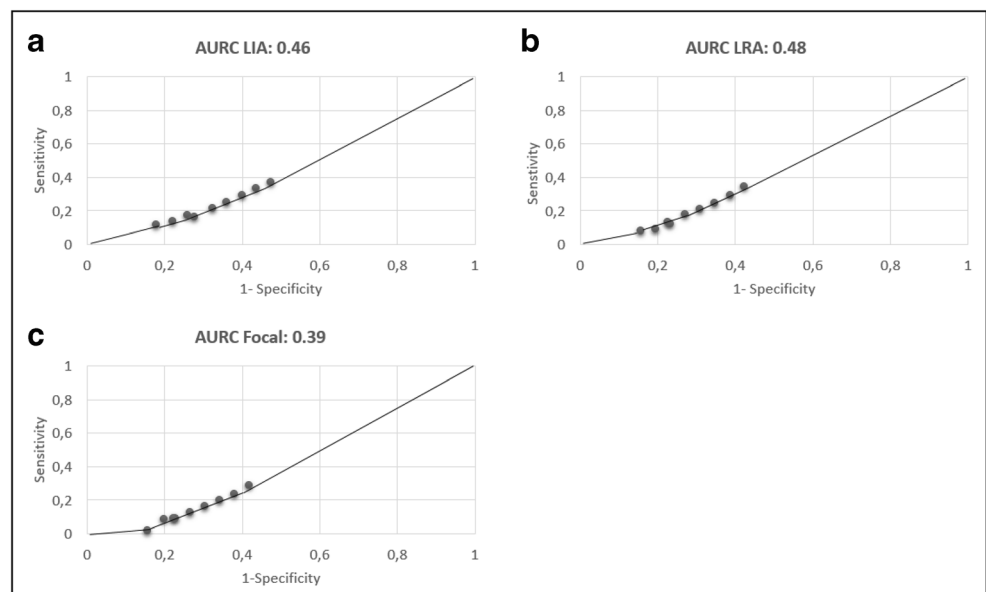 a
AURC LIA: 0.46
1
0,8
0,6
0,4
0,2
0
Sensitivity
0 0,2 0,4 0,6 0,8 1
1- Specificity
b
AURC LRA: 0.48
1
0,8
0,6
0,4
0,2
0
Senstivity
0 0,2 0,4 0,6 0,8 1
1- Specificity
c
AURC Focal: 0.39
1
0,8
0,6
0,4
0,2
0
Sensitivity
0 0,2 0,4 0,6 0,8 1
1-Specificity